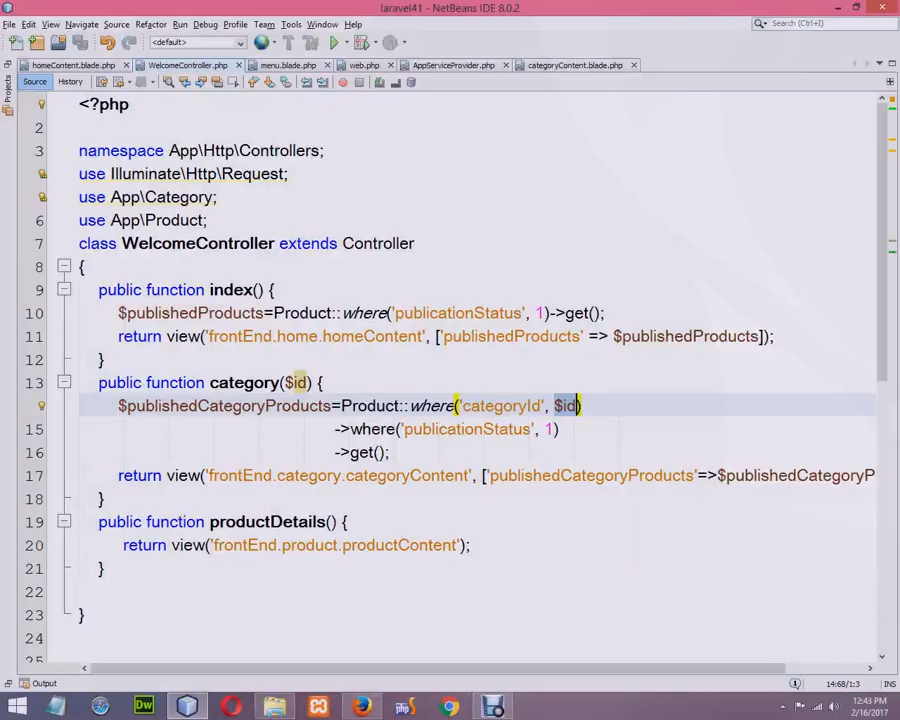 laravel41 - NetBeans IDE 8.0.2
File Edit View Navigate Source Refactor Run Debug Profile Team Tools Window Help
<default>
Search (Ctrl+I)
homeContent.blade.php WelcomeController.php menu.blade.php web.php AppServiceProvider.php categoryContent.blade.php
Projects
Source History
<?php
2
3 namespace App\Http\Controllers;
use Illuminate\Http\Request;
use App\Category;
6 use App\Product;
7 class WelcomeController extends Controller
8 {
9 public function index() {
10 $publishedProducts=Product::where('publicationStatus', 1)->get();
11 return view('frontEnd.home.homeContent', ['publishedProducts' => $publishedProducts]);
12 }
13 public function category($id) {
$publishedCategoryProducts=Product::where('categoryId', $id)
15 ->where('publicationStatus', 1)
16 ->get();
17 return view('frontEnd.category.categoryContent', ['publishedCategoryProducts'=>$publishedCategoryP
18 }
19 public function productDetails() {
20 return view('frontEnd.product.productContent');
21 }
22
23 }
24
25
Output
14:68/1:3 INS
Dw
php
12:43 PM
2/16/2017